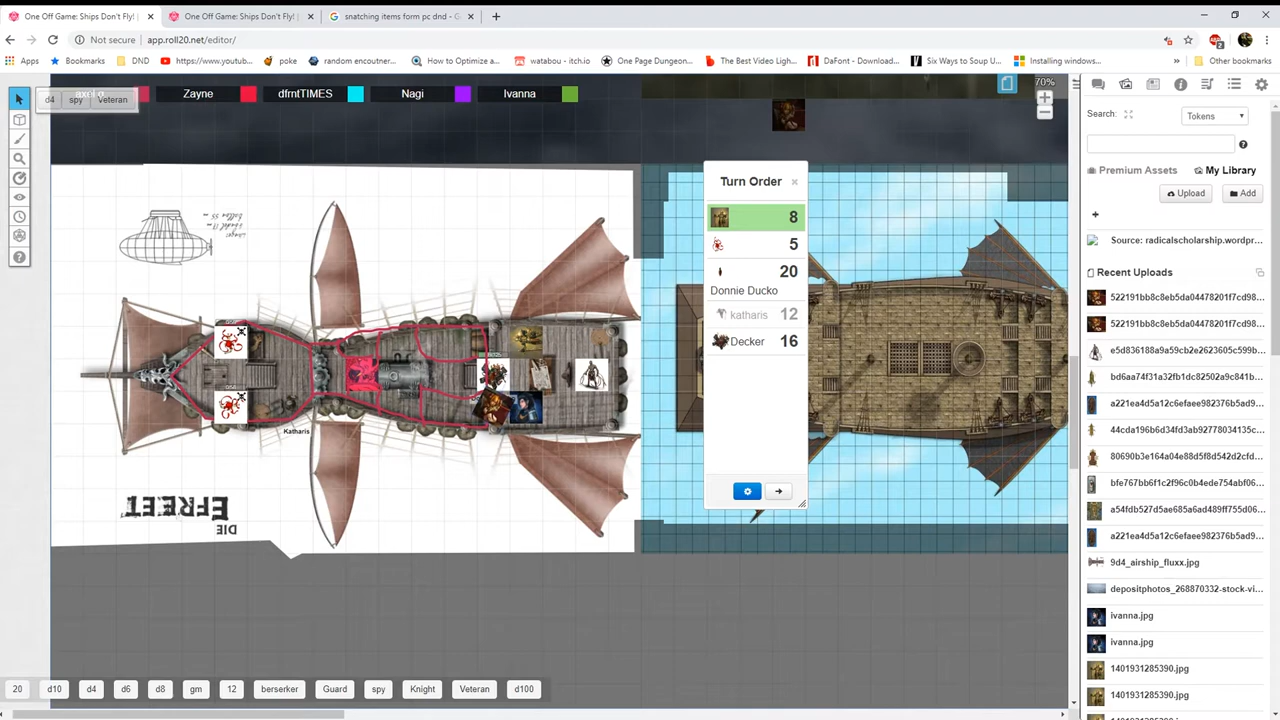 One Off Game: Ships Don't Fly! |
One Off Game: Ships Don't Fly! |
snatching items form pc dnd - G
Not secure
app.roll20.net/editor/
Apps
Bookmarks
DND
https://www.youtub...
poke
random encoutner...
How to Optimize a...
watabou - itch.io
One Page Dungeon...
The Best Video Ligh...
DaFont - Download...
Six Ways to Soup U...
Installing windows...
»
Other bookmarks
d4
spy
Veteran
Zayne
dfrntTIMES
Nagi
Ivanna
70%
Turn Order
8
5
20
Donnie Ducko
katharis 12
Decker 16
Katharis
EFREET
DIE
20
d10
d4
d6
d8
gm
12
berserker
Guard
spy
Knight
Veteran
d100
Search:
Tokens
Premium Assets
My Library
Upload
Add
Source: radicalscholarship.wordpr...
Recent Uploads
522191bb8c8eb5da04478201f7cd98...
522191bb8c8eb5da04478201f7cd98...
e5d836188a9a59cb2e2623605c599b...
bd6aa74f31a32fb1dc82502a9c841bb...
a221ea4d5a12c6efaee982376b5ad9...
44cda196b6d34fd3ab92777308​4135c...
80690b3e164a04e88d5f8d542d2cfd...
bfe767bb6f1c2f96c0b4ede754abf06...
a54fdb527d5ae685a6ad489ff755d06...
a221ea4d5a12c6efaee982376b5ad9...
9d4_airship_fluxx.jpg
depositphotos_268870332-stock-vi...
ivanna.jpg
ivanna.jpg
1401931285390.jpg
1401931285390.jpg